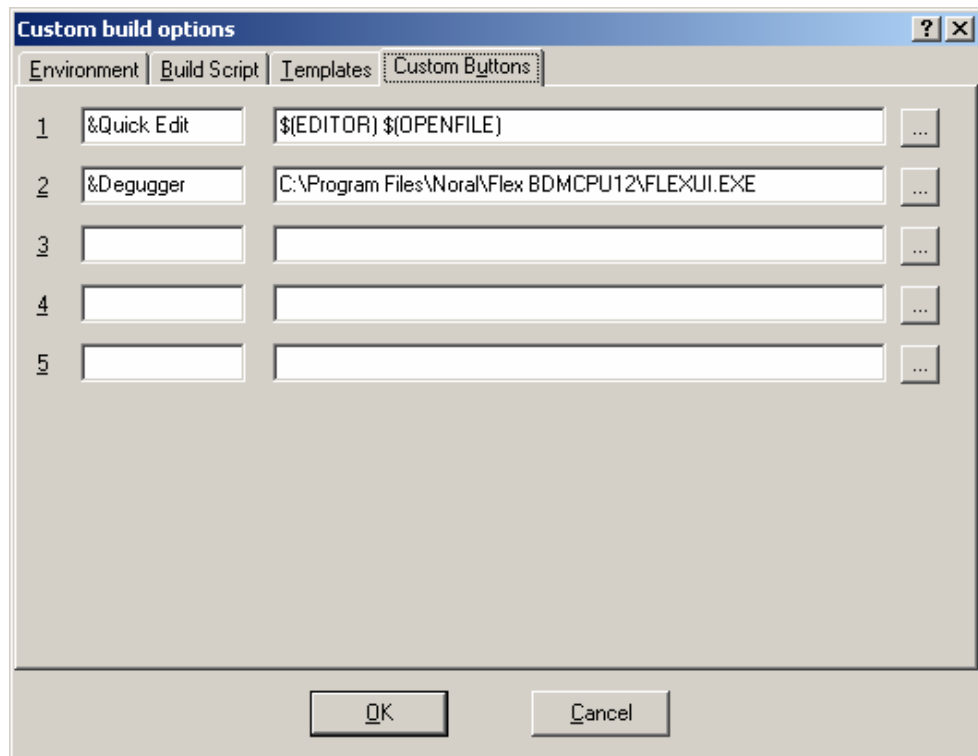 Custom build options
Environment Build Script Templates Custom Buttons
1 &Quick Edit $(EDITOR) $(OPENFILE) ...
2 &Degugger C:\Program Files\Noral\Flex BDMCPU12\FLEXUI.EXE ...
3 ...
4 ...
5 ...
OK Cancel